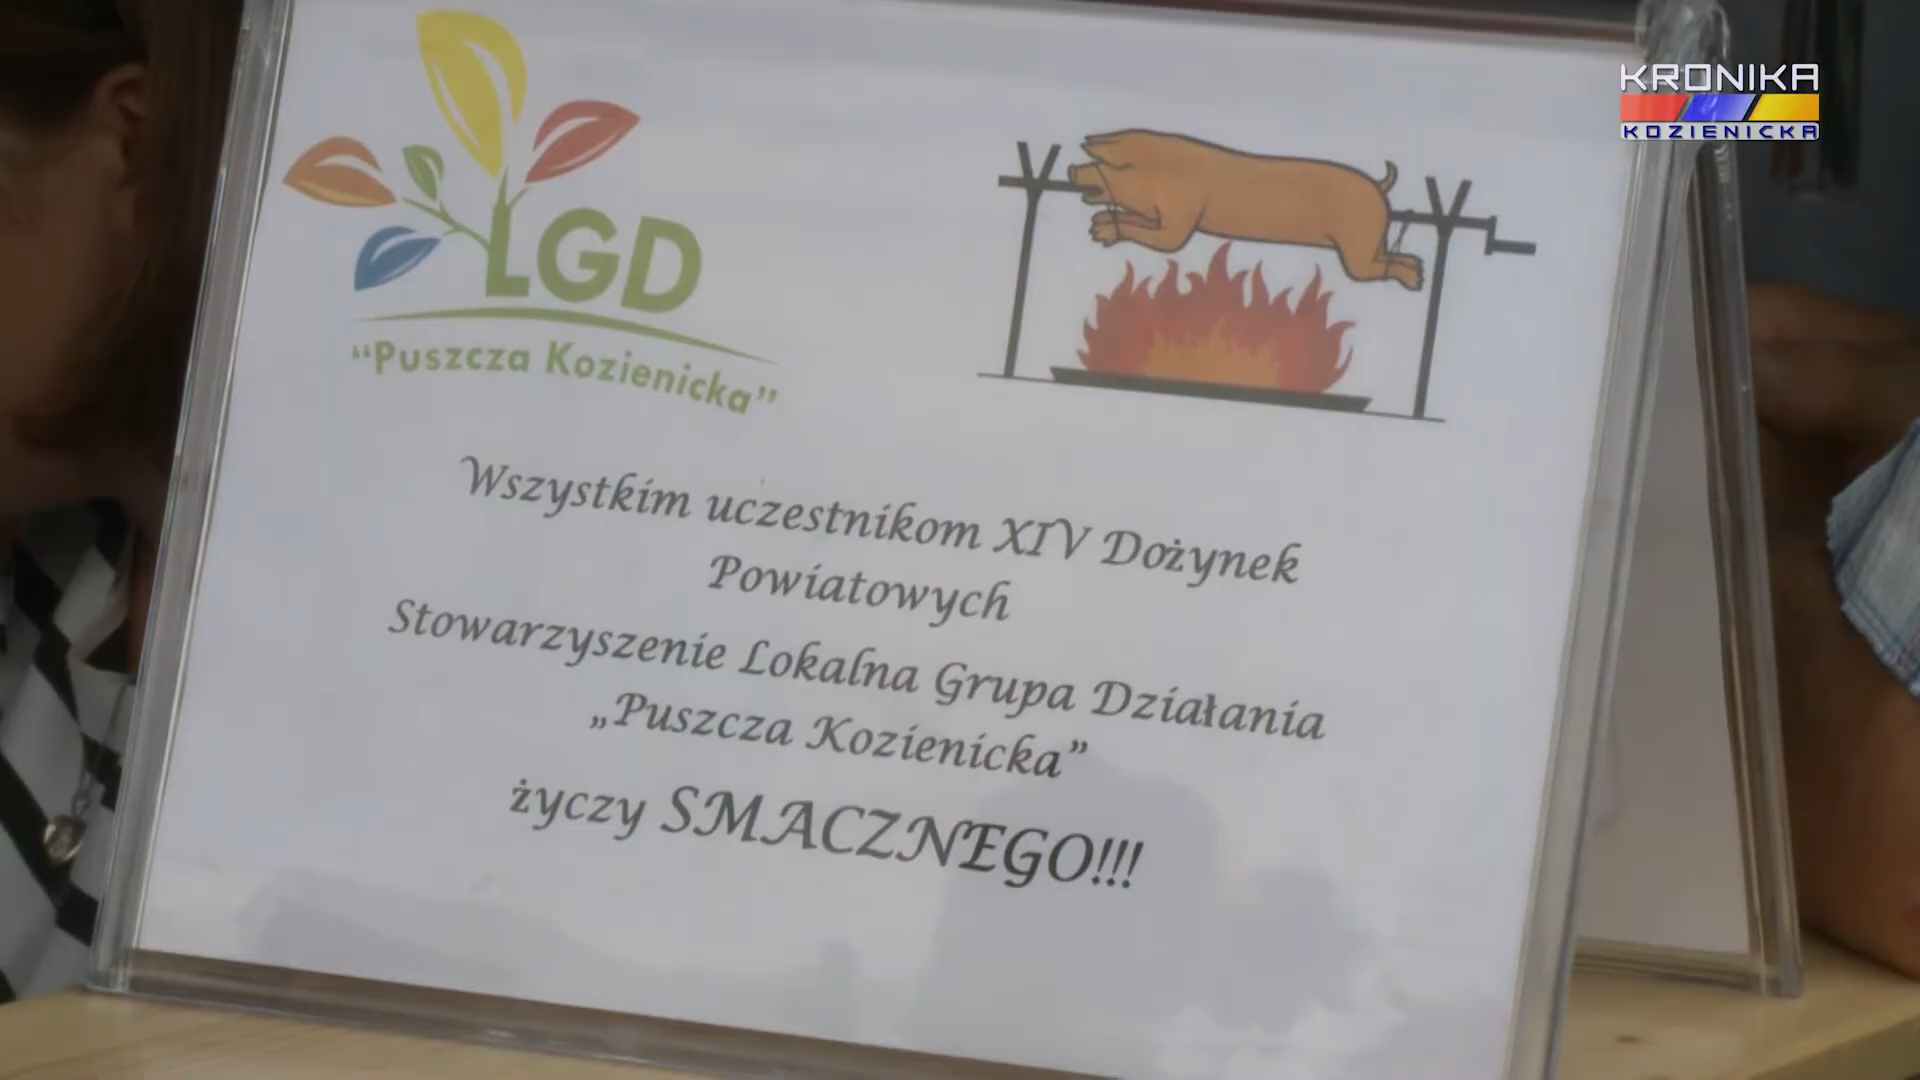 KRONIKA
KOZIENICKA
LGD
“Puszcza Kozienicka”
Wszystkim uczestnikom XIV Dożynek
Powiatowych
Stowarzyszenie Lokalna Grupa Działania
„Puszcza Kozienicka”
życzy SMACZNEGO!!!